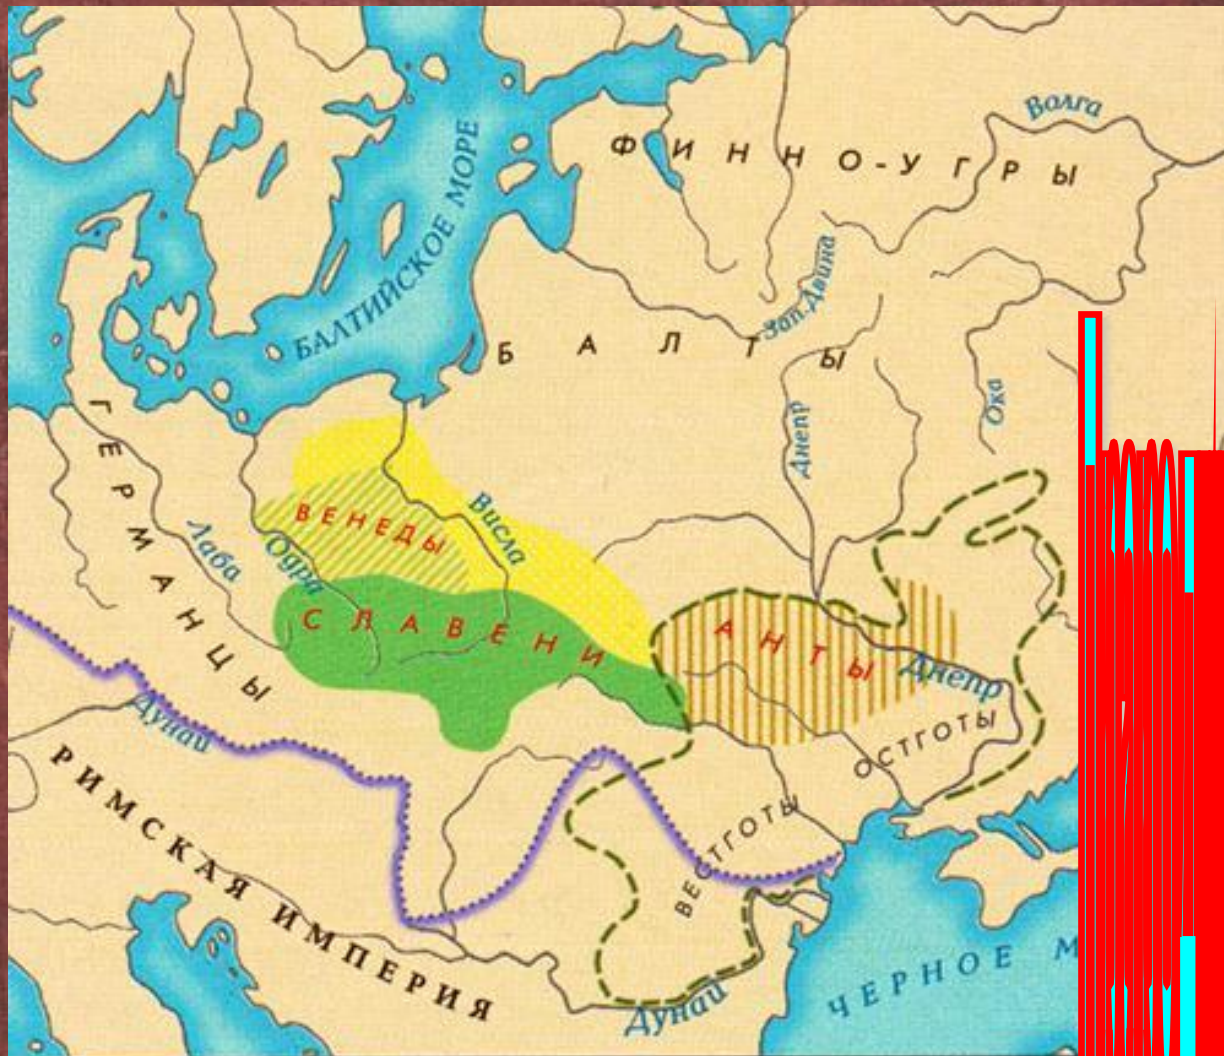 Волга
ФИННО-УГРЫ
БАЛТИЙСКОЕ МОРЕ
Зап.Двина
БАЛТЫ
Днепр
Ока
ГЕРМАНЦЫ
Лаба
Одра
Висла
ВЕНЕДЫ
СЛАВЕНИ
АНТЫ
Днепр
ОСТГОТЫ
Дунай
РИМСКАЯ ИМПЕРИЯ
ВЕСТГОТЫ
ЧЕРНОЕ М
Дунай